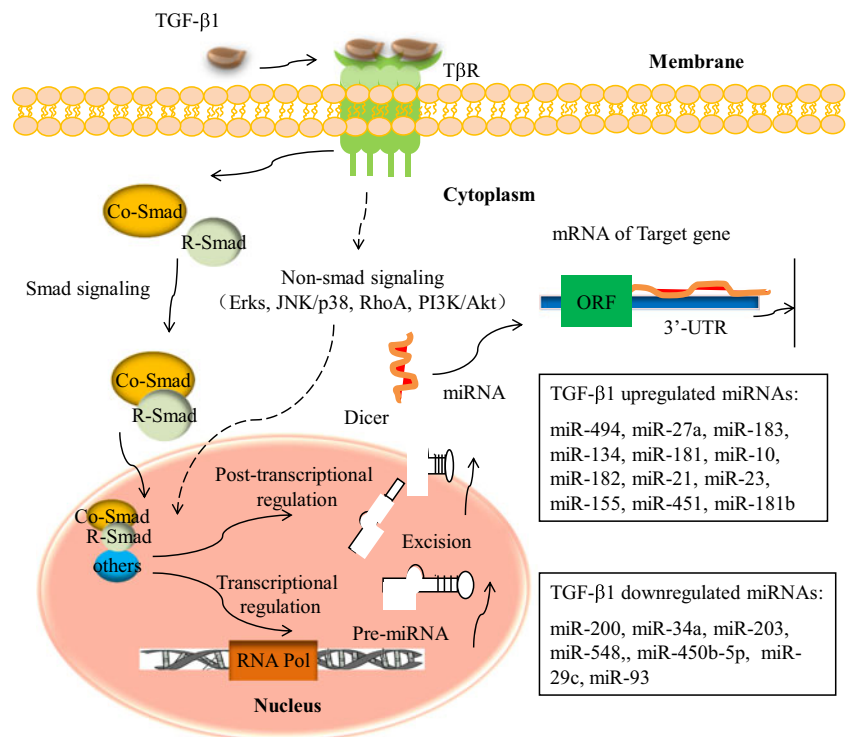 TGF-β1
TβR
Membrane
Cytoplasm
Co-Smad
R-Smad
mRNA of Target gene
Smad signaling
Non-smad signaling
(Erks, JNK/p38, RhoA, PI3K/Akt)
ORF
3'-UTR
Co-Smad
R-Smad
miRNA
Dicer
TGF-β1 upregulated miRNAs:
miR-494, miR-27a, miR-183,
miR-134, miR-181, miR-10,
miR-182, miR-21, miR-23,
miR-155, miR-451, miR-181b
Post-transcriptional
regulation
Co-Smad
R-Smad
others
Excision
Transcriptional
regulation
Pre-miRNA
RNA Pol
Nucleus
TGF-β1 downregulated miRNAs:
miR-200, miR-34a, miR-203,
miR-548,, miR-450b-5p, miR-
29c, miR-93